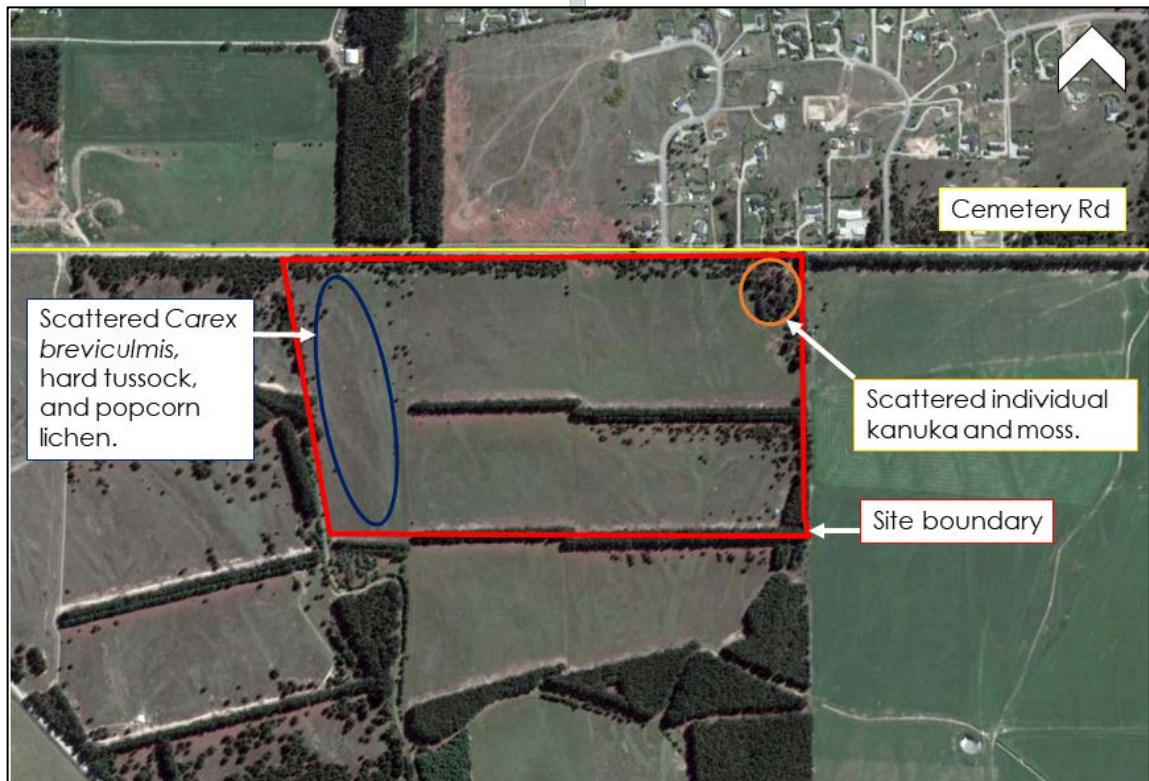 Cemetery Rd
Scattered Carex
breviculmis,
hard tussock,
and popcorn
lichen.
Scattered individual
kanuka and moss.
Site boundary